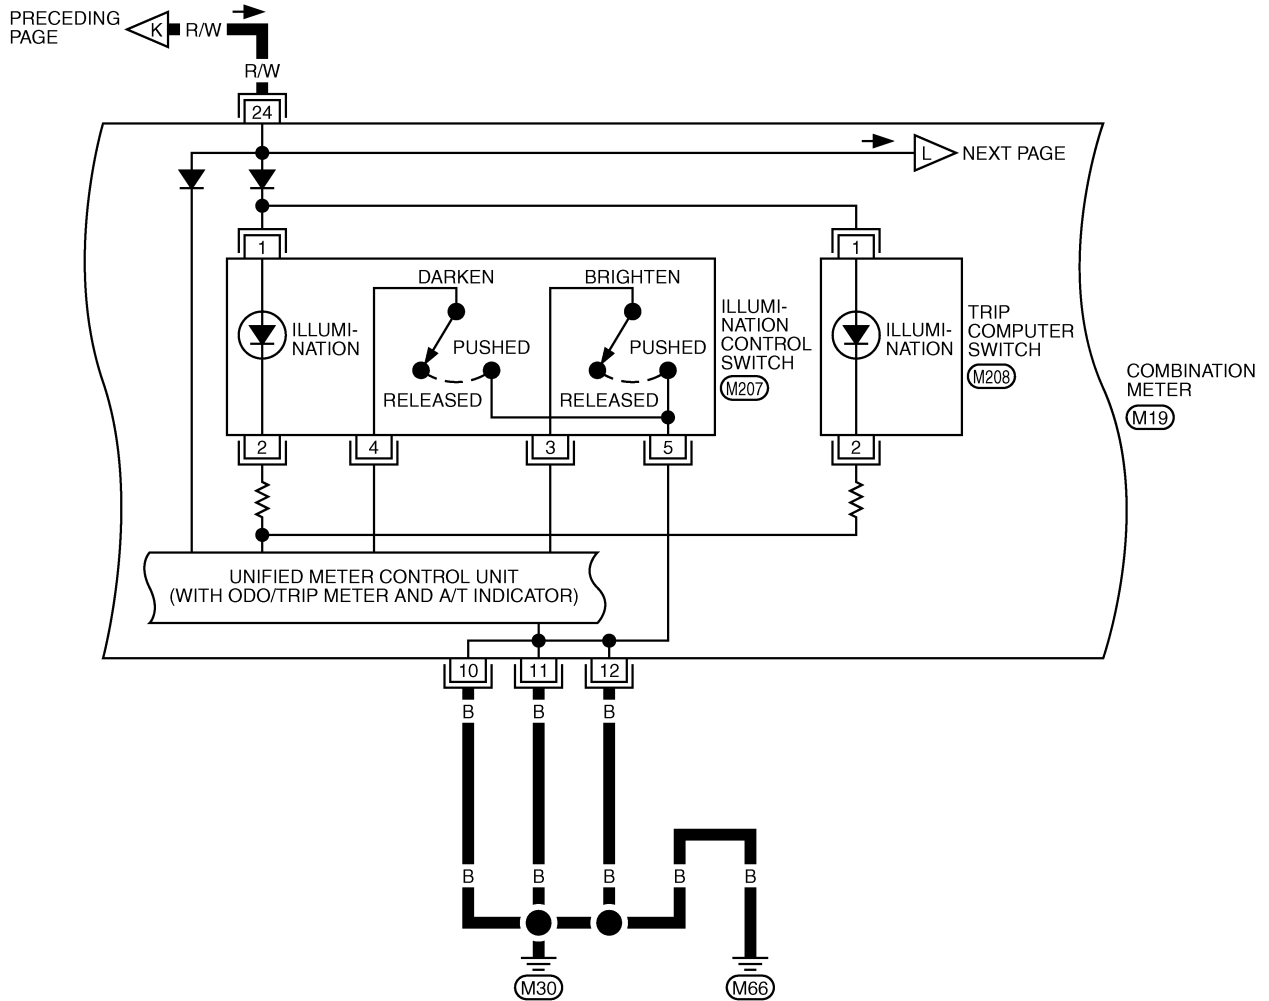 PRECEDING
PAGE
K
R/W
R/W
24
L
NEXT PAGE
1
1
DARKEN
BRIGHTEN
ILLUMI-
NATION
PUSHED
RELEASED
PUSHED
RELEASED
ILLUMI-
NATION
CONTROL
SWITCH
M207
ILLUMI-
NATION
TRIP
COMPUTER
SWITCH
M208
COMBINATION
METER
M19
2
4
3
5
2
UNIFIED METER CONTROL UNIT
(WITH ODO/TRIP METER AND A/T INDICATOR)
10
11
12
B
B
B
B
B
B
B
B
M30
M66